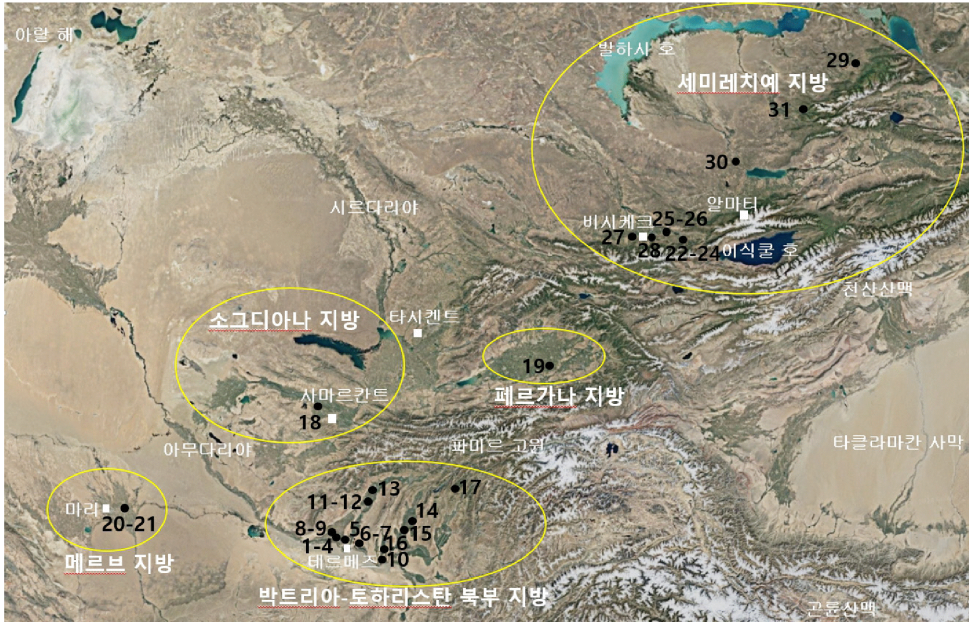 아랄 해
발하시 호
29
세미레치예 지방
31
30
시르다리야
알마티
비시케크
25-26
27
28
이식쿨 호
22-24
천산산맥
소그디아나 지방
타시켄트
19
사마르칸트
페르가나 지방
18
아무다리야
파미르 고원
타클라마칸 사막
13
17
11-12
마리
20-21
14
8-9
5
6-7
15
1-4
16
테르메즈
10
메르브 지방
박트리아-토하리스탄 북부 지방
곤륜산맥